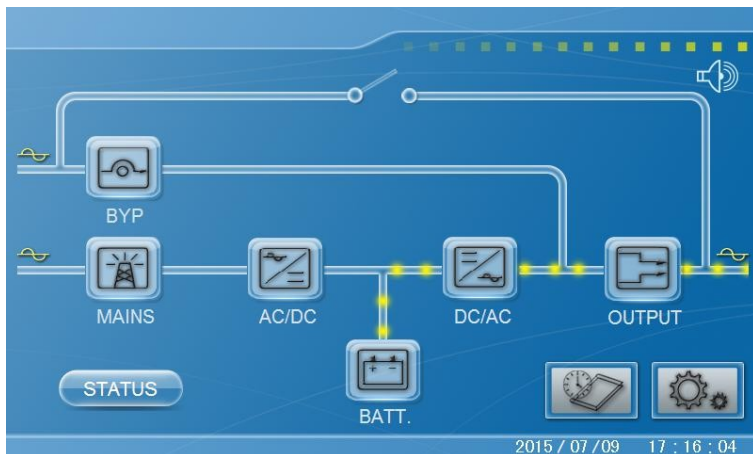 BYP
MAINS
AC/DC
DC/AC
OUTPUT
STATUS
BATT.
2015/07/09 17:16:04